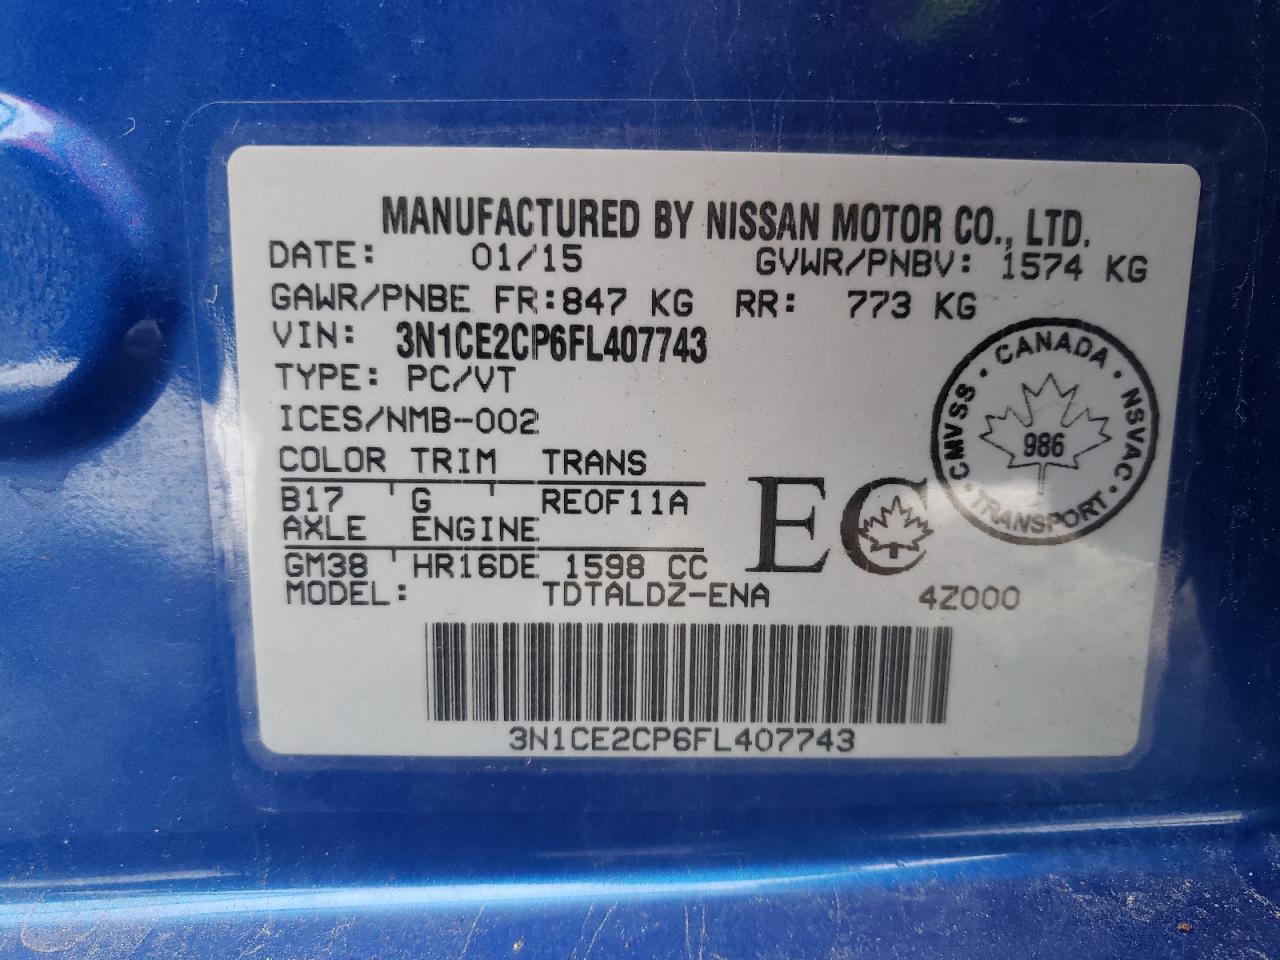 MANUFACTURED BY NISSAN MOTOR CO., LTD.
DATE: 01/15 GVWR/PNBV: 1574 KG
GAWR/PNBE FR:847 KG RR: 773 KG
VIN: 3N1CE2CP6FL407743
TYPE: PC/VT
ICES/NMB-002
COLOR TRIM TRANS
B17 G RE0F11A
AXLE ENGINE
GM38 HR16DE 1598 CC
MODEL: TDTALDZ-ENA 4Z000
EC
CANADA · NSVAC · TRANSPORT · CMVSS ·
986
3N1CE2CP6FL407743